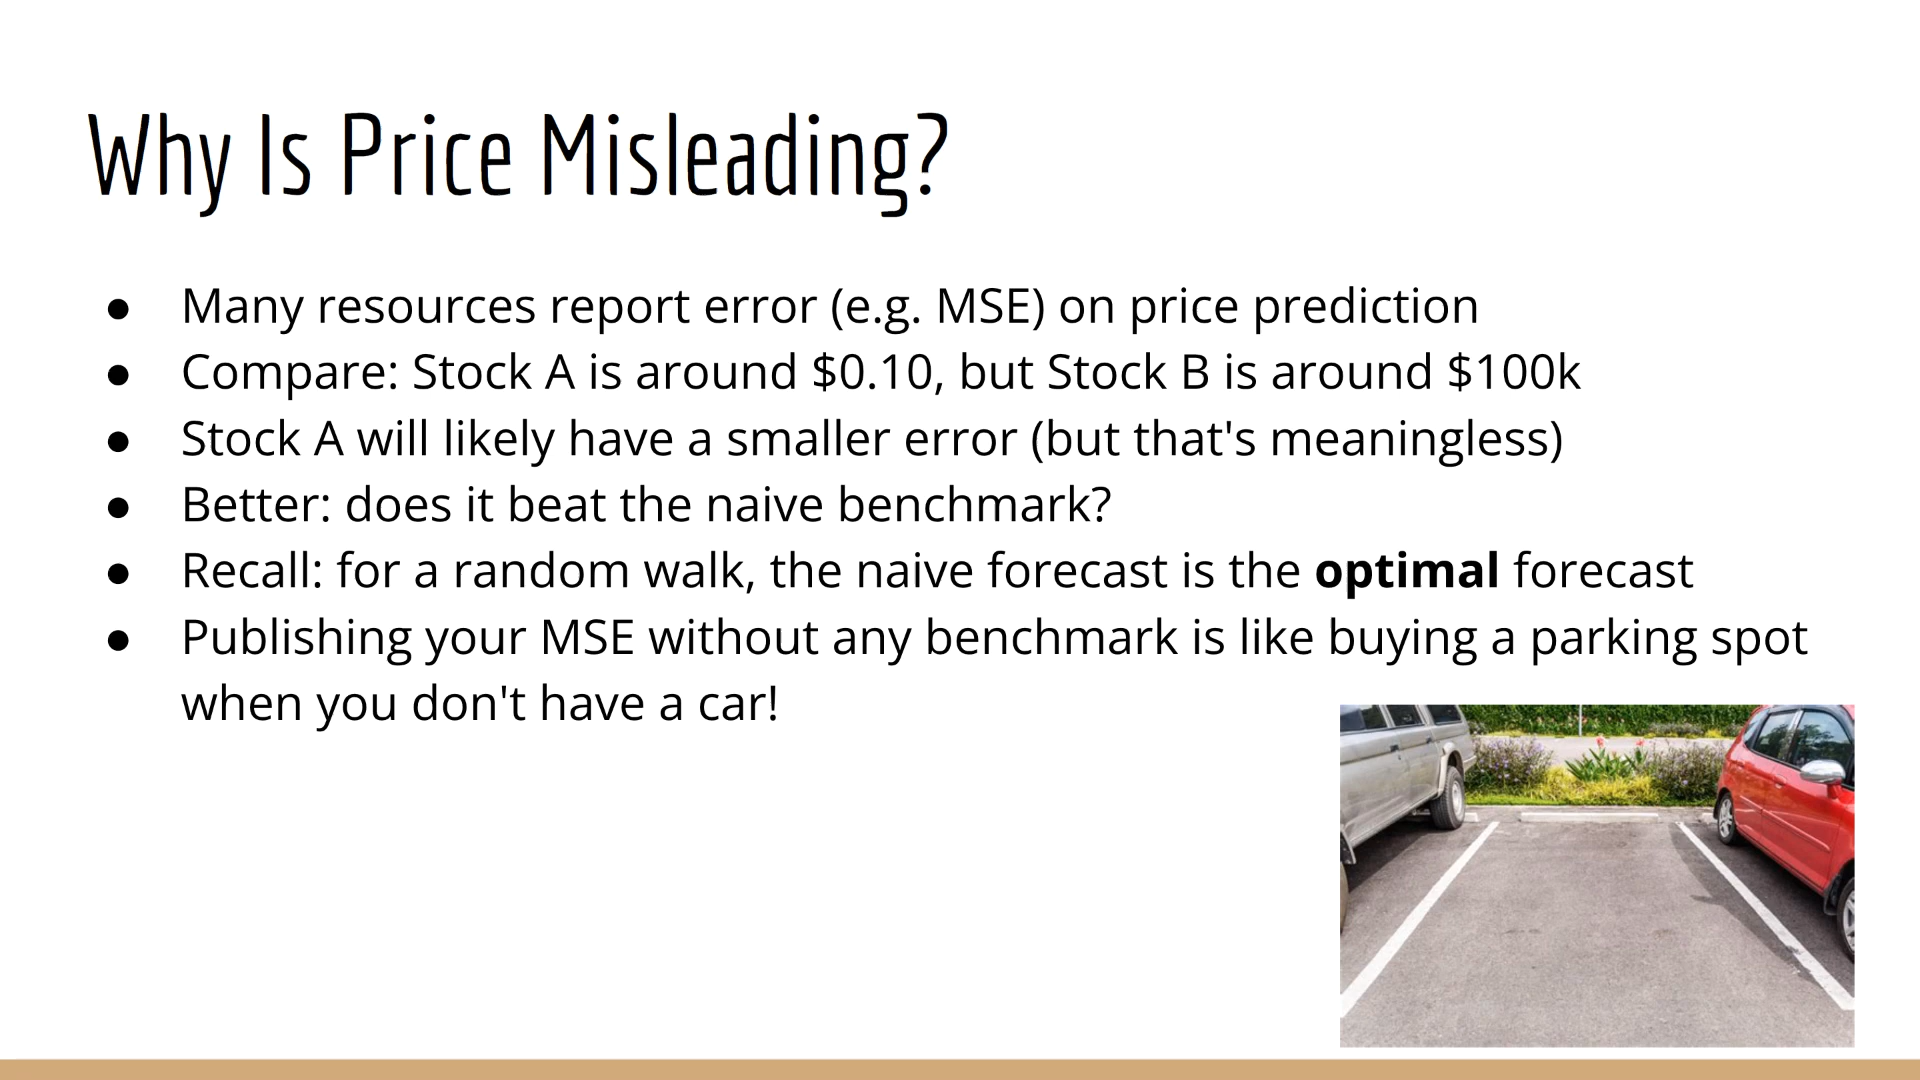 Why Is Price Misleading?
● Many resources report error (e.g. MSE) on price prediction
● Compare: Stock A is around $0.10, but Stock B is around $100k
● Stock A will likely have a smaller error (but that's meaningless)
● Better: does it beat the naive benchmark?
● Recall: for a random walk, the naive forecast is the optimal forecast
● Publishing your MSE without any benchmark is like buying a parking spot
when you don't have a car!